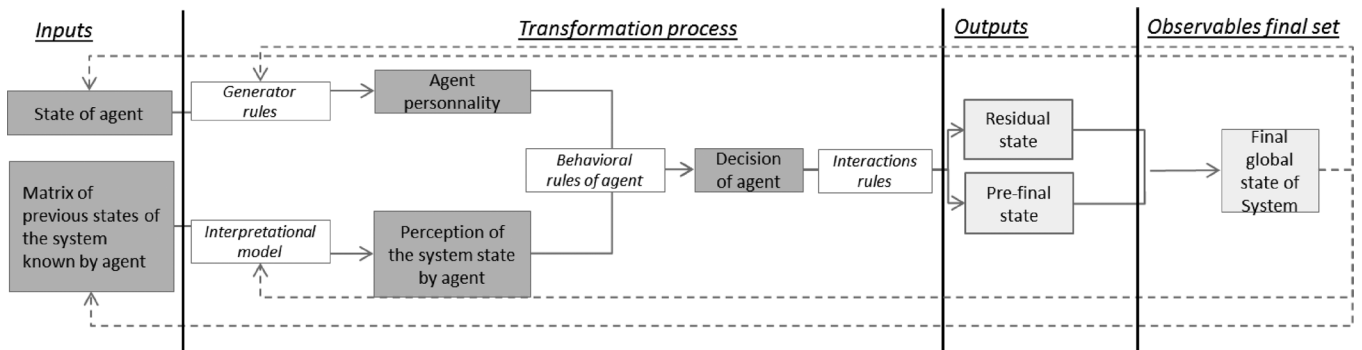 Inputs
Transformation process
Outputs
Observables final set
State of agent
Generator
rules
Agent
personnality
Matrix of
previous states of
the system
known by agent
Interpretational
model
Perception of
the system state
by agent
Behavioral
rules of agent
Decision
of agent
Interactions
rules
Residual
state
Pre-final
state
Final
global
state of
System